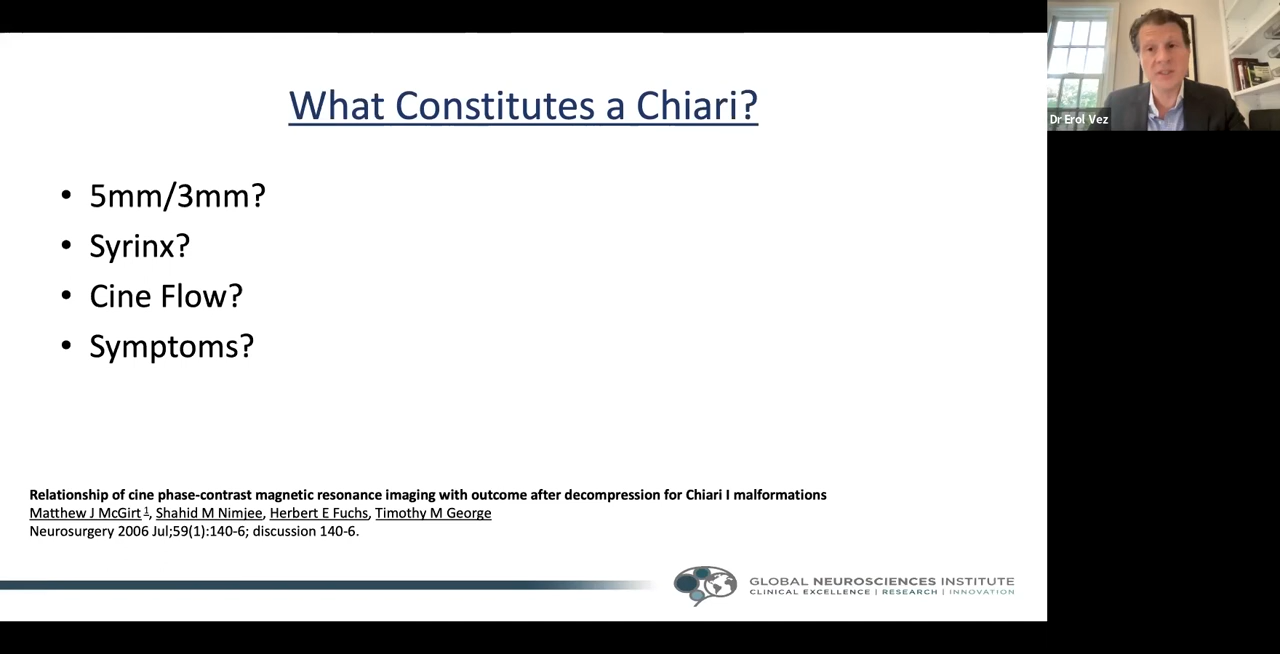 What Constitutes a Chiari?
• 5mm/3mm?
• Syrinx?
• Cine Flow?
• Symptoms?
Relationship of cine phase-contrast magnetic resonance imaging with outcome after decompression for Chiari I malformations
Matthew J McGirt 1, Shahid M Nimjee, Herbert E Fuchs, Timothy M George
Neurosurgery 2006 Jul;59(1):140-6; discussion 140-6.
GLOBAL NEUROSCIENCES INSTITUTE
CLINICAL EXCELLENCE | RESEARCH | INNOVATION
Dr Erol Vez